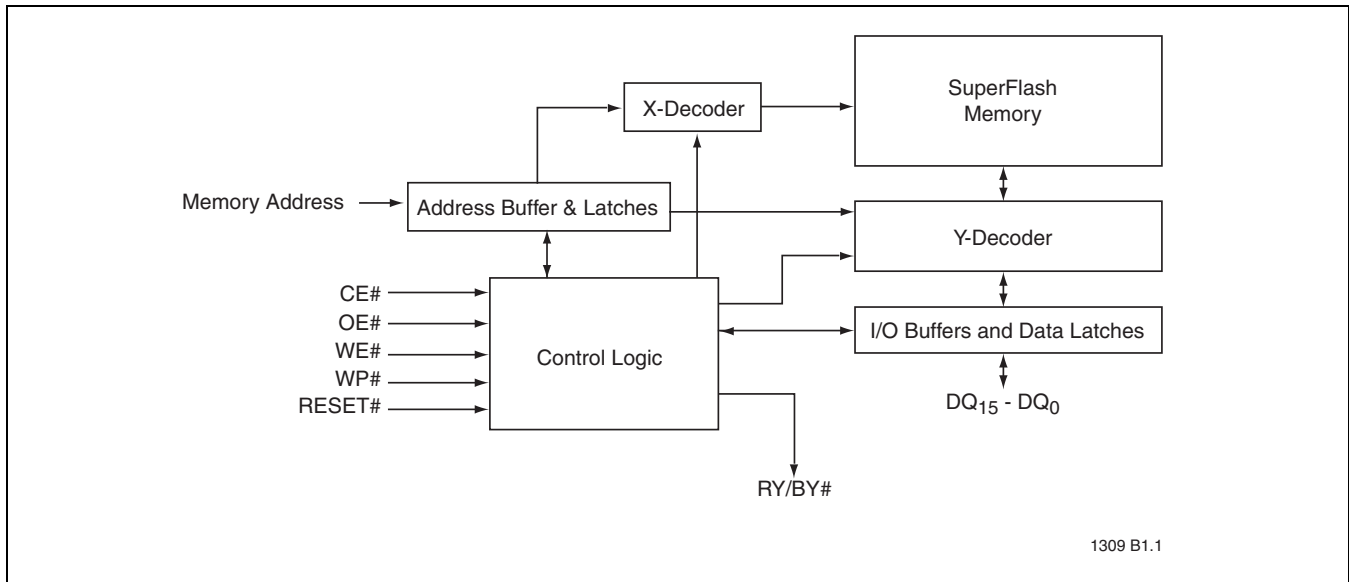 SuperFlash
Memory
X-Decoder
Memory Address
Address Buffer & Latches
Y-Decoder
CE#
OE#
WE#
WP#
RESET#
Control Logic
I/O Buffers and Data Latches
DQ15 - DQ0
RY/BY#
1309 B1.1